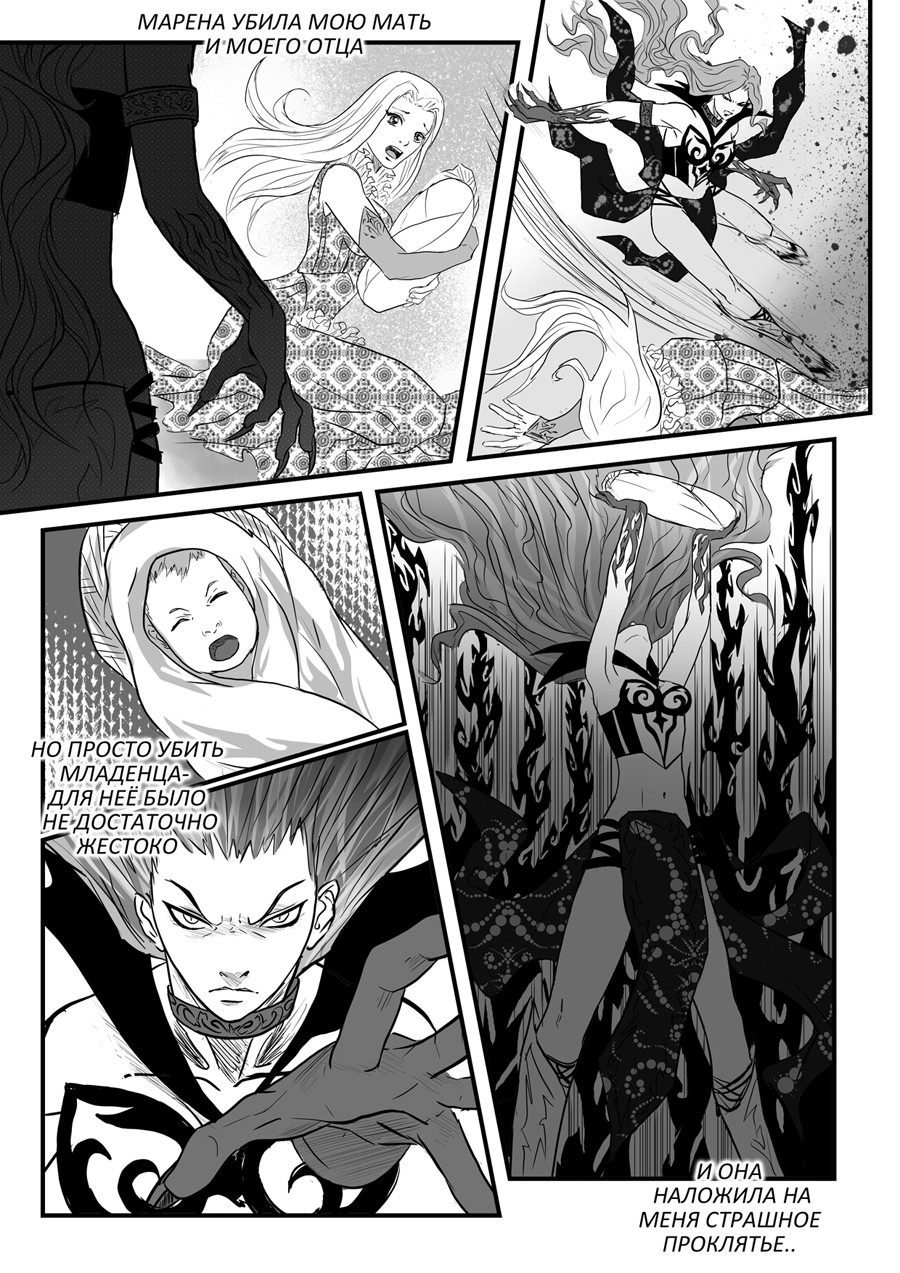 МАРЕНА УБИЛА МОЮ МАТЬ
И МОЕГО ОТЦА
НО ПРОСТО УБИТЬ
МЛАДЕНЦА-
ДЛЯ НЕЁ БЫЛО
НЕ ДОСТАТОЧНО
ЖЕСТОКО
И ОНА
НАЛОЖИЛА НА
МЕНЯ СТРАШНОЕ
ПРОКЛЯТЬЕ..